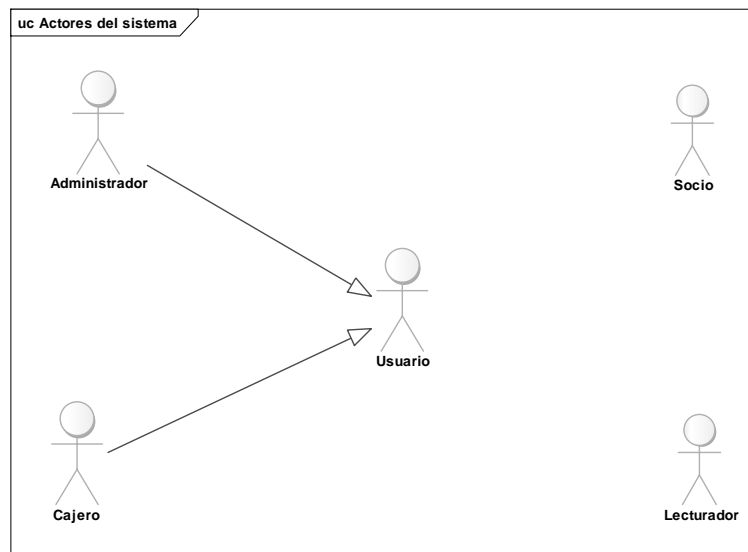 uc Actores del sistema
Administrador
Socio
Usuario
Cajero
Lecturador